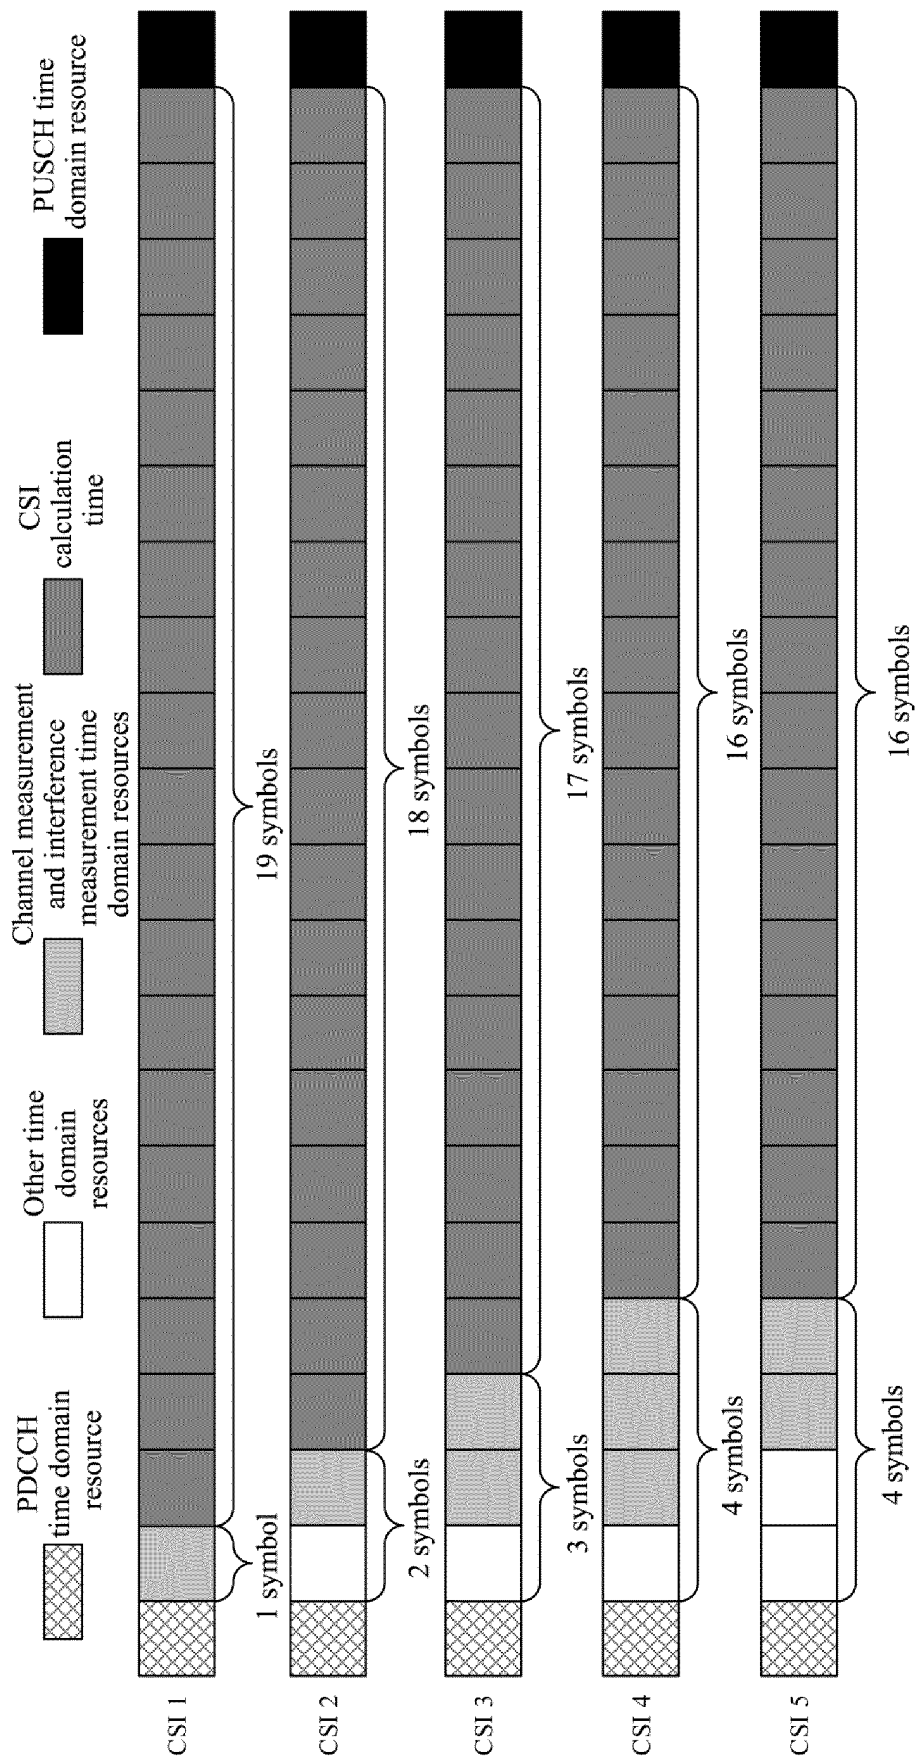 PDCCH
time domain
resource
Other time
domain
resources
Channel measurement
and interference
measurement time
domain resources
CSI
calculation
time
PUSCH time
domain resource
CSI 1
1 symbol
19 symbols
CSI 2
2 symbols
18 symbols
CSI 3
3 symbols
17 symbols
CSI 4
4 symbols
16 symbols
CSI 5
4 symbols
16 symbols